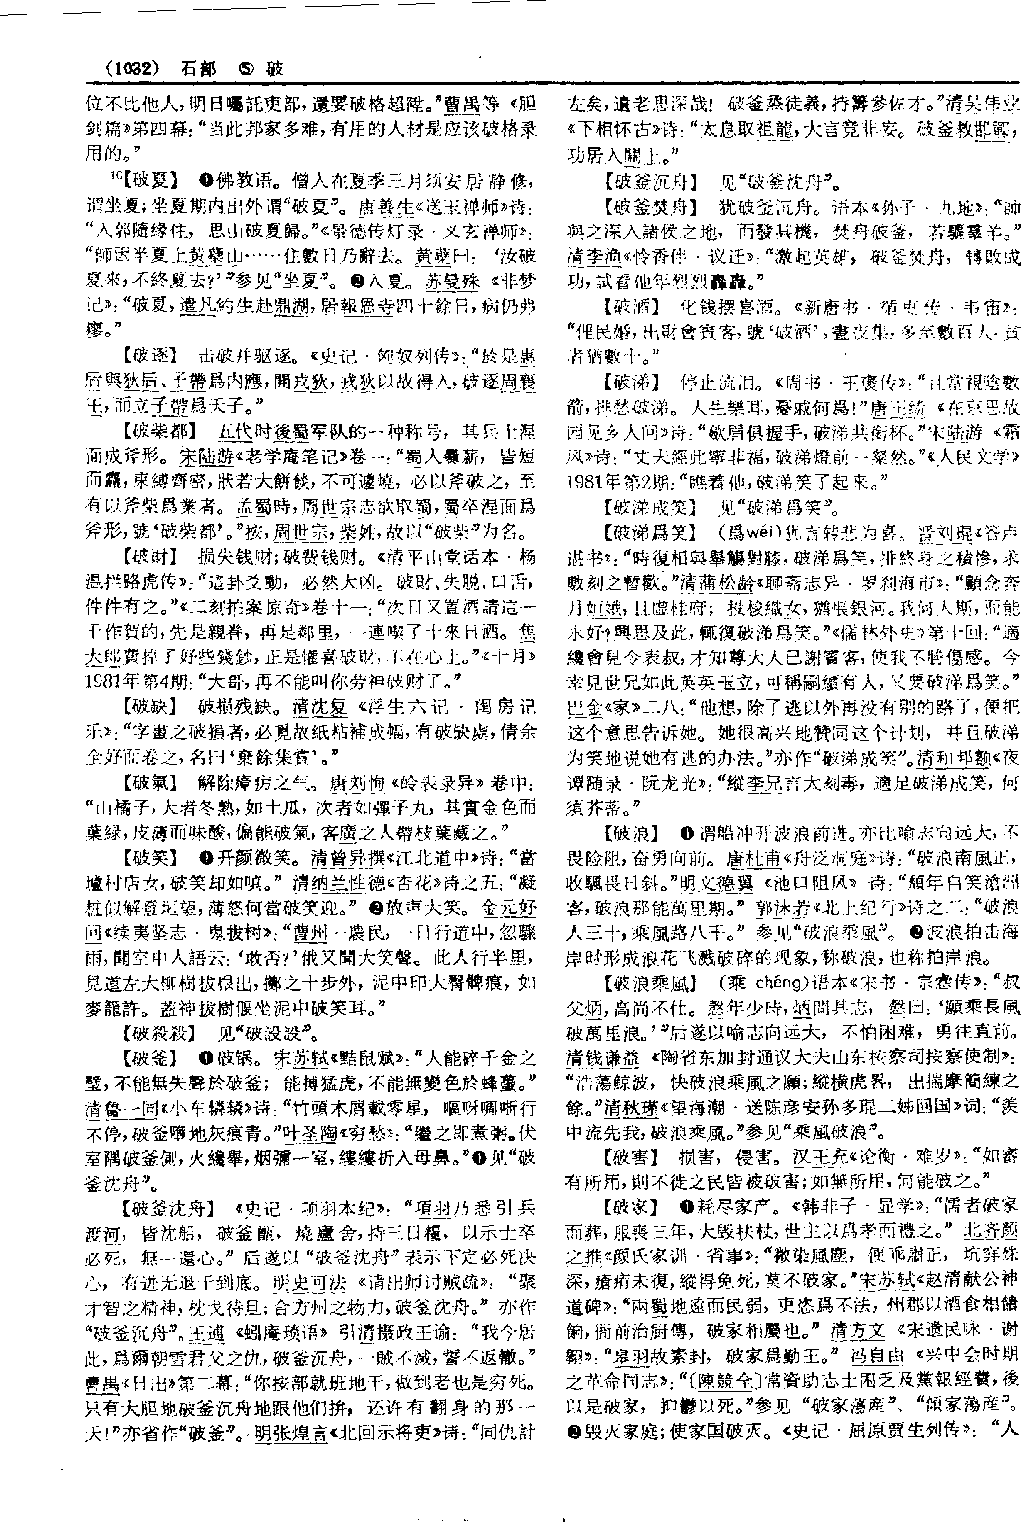 (1032) 石部 ⑤ 破
位不比他人,明日囑託吏部,還要破格超陞。”曹禺等《胆
剑篇》第四幕:“当此邦家多难,有用的人材是应该破格录
用的。”
10【破夏】 ❶佛教语。僧人在夏季三月须安居静修,
谓坐夏;坐夏期内出外谓“破夏”。唐善生《送玉禅师》诗:
“入郭隨緣住,思山破夏歸。”《景德传灯录·义玄禅师》:
“師因半夏上黄蘗山……住數日乃辭去。黄蘗曰:‘汝破
夏來,不終夏去?’”参见“坐夏”。❷入夏。苏曼殊《非梦
记》:“破夏,遣凡約生赴鼎湖,居報恩寺四十餘日,病仍弗
瘳。”
【破逐】 击破并驱逐。《史记·匈奴列传》:“於是惠
后與狄后、子帶爲内應,開戎狄,戎狄以故得入,破逐周襄
王,而立子帶爲天子。”
【破柴都】 五代时後蜀军队的一种称号,其兵士涅
面成斧形。宋陆游《老学庵笔记》卷一:“蜀人爨薪,皆短
而麤,束縛齊密,狀若大餅餤,不可遽燒,必以斧破之,至
有以斧柴爲業者。孟蜀時,周世宗志欲取蜀,蜀卒涅面爲
斧形,號‘破柴都’。”按,周世宗,柴姓,故以“破柴”为名。
【破财】 损失钱财;破费钱财。《清平山堂话本·杨
温拦路虎传》:“這卦爻動,必然大凶。破財、失脱、口舌,
件件有之。”《二刻拍案惊奇》卷十一:“次日又置酒請這一
干作賀的,先是親眷,再是鄰里,一連喫了十來日酒。焦
大郎費掉了好些錢鈔,正是懽喜破財,不在心上。”《十月》
1981年第4期:“大哥,再不能叫你劳神破财了。”
【破缺】 破损残缺。清沈复《浮生六记·闺房记
乐》:“字畫之破損者,必覓故紙粘補成幅,有破缺處,倩余
全好而卷之,名曰‘棄餘集賞’。”
【破氣】 解除瘴疠之气。唐刘恂《岭表录异》卷中:
“山橘子,大者冬熟,如土瓜,次者如彈子丸,其實金色而
葉緑,皮薄而味酸,偏能破氣,客廣之人帶枝葉藏之。”
【破笑】 ❶开颜微笑。清曾异撰《江北道中》诗:“當
壚村店女,破笑却如嗔。”清纳兰性德《杏花》诗之五:“凝
粧似解意遲望,薄怒何當破笑迎。”❷放声大笑。金元好
问《续夷坚志·鬼拔树》:“曹州一農民,一日行道中,忽驟
雨,聞空中人語云:‘敢否?’俄又聞大笑聲。此人行半里,
見道左大柳樹拔根出,擲之十步外,泥中印大臀髀痕,如
麥籠許。蓋神拔樹偃坐泥中破笑耳。”
【破殺殺】 见“破設設”。
【破釜】 ❶破锅。宋苏轼《黠鼠赋》:“人能碎千金之
璧,不能無失聲於破釜;能搏猛虎,不能無變色於蜂蠆。”
清詹一同《小车辚辚》诗:“竹頭木屑載零星,嘔呀啁哳行
不停,破釜墮地灰痕青。”叶圣陶《穷愁》:“繼之即煮粥。伏
室隅破釜側,火纔舉,烟彌一室,縷縷祈入母鼻。”❶见“破
釜沈舟”。
【破釜沈舟】 《史记·项羽本纪》:“項羽乃悉引兵
渡河,皆沈船,破釜甑,燒廬舍,持三日糧,以示士卒
必死,無一還心。”后遂以“破釜沈舟”表示下定必死决
心,有进无退干到底。明史可法《请出师讨贼疏》:“聚
才智之精神,枕戈待旦;合方州之物力,破釜沈舟。”亦作
“破釜沉舟”。王逋《蚓庵琐语》引清摄政王谕:“我今居
此,爲爾朝雪君父之仇,破釜沉舟,一賊不滅,誓不返轍。”
曹禺《日出》第二幕:“你按部就班地干,做到老也是穷死。
只有大胆地破釜沉舟地跟他们拚,还许有翻身的那一
天!”亦省作“破釜”。明张煌言《北回示将吏》诗:“同仇計
左矣,遺老思深哉!破釜焱徒義,持籌參佐才。”清吴伟业
《下相怀古》诗:“太息取祖龍,大言竟非妄。破釜救邯鄲,
功居入關上。”
【破釜沉舟】 见“破釜沈舟”。
【破釜焚舟】 犹破釜沉舟。语本《孙子·九地》:“帥
與之深入諸侯之地,而發其機,焚舟破釜,若驅羣羊。”
清李渔《怜香伴·议迁》:“激起英雄,破釜焚舟,轉敗成
功,試看他年烈烈轟轟。”
【破酒】 化钱摆喜酒。《新唐书·循吏传·韦宙》:
“俚民婚,出財會賓客,號‘破酒’,晝夜集,多至數百人,貧
者猶數十。”
【破涕】 停止流泪。《周书·王褒传》:“且當視陰數
箭,排愁破涕。人生樂耳,憂戚何爲!”唐王绩《在京思故
园见乡人问》诗:“斂眉俱握手,破涕共銜杯。”宋陆游《霜
风》诗:“丈夫經此寧非福,破涕燈前一粲然。”《人民文学》
1981年第2期:“瞧着他,破涕笑了起来。”
【破涕成笑】 见“破涕爲笑”。
【破涕爲笑】 (爲wéi)犹言转悲为喜。晋刘琨《答卢
谌书》:“時復相與舉觴對膝,破涕爲笑,排終身之積慘,求
數刻之暫歡。”清蒲松龄《聊斋志异·罗刹海市》:“顧念奔
月姮娥,且虚桂府;投梭織女,猶悵銀河。我何人斯,而能
永好?興思及此,輒復破涕爲笑。”《儒林外史》第十回:“適
纔會見令表叔,才知尊大人已謝賓客,使我不勝傷感。今
幸見世兄如此英英玉立,可稱嗣續有人,又要破涕爲笑。”
巴金《家》二八:“他想,除了逃以外再没有别的路了,便把
这个意思告诉她。她很高兴地赞同这个计划,并且破涕
为笑地说她有逃的办法。”亦作“破涕成笑”。清和邦额《夜
谭随录·阮龙光》:“縱李兄言大刻毒,適足破涕成笑,何
須芥蒂。”
【破浪】 ❶谓船冲开波浪前进。亦比喻志向远大,不
畏险阻,奋勇向前。唐杜甫《舟泛洞庭》诗:“破浪南風正,
收颿畏日斜。”明文德翼《池口阻风》诗:“頻年自笑滄洲
客,破浪那能萬里期。”郭沫若《北上纪行》诗之二:“破浪
人三十,乘風路八千。”参见“破浪乘風”。❷波浪拍击海
岸时形成浪花飞溅破碎的现象,称破浪,也称拍岸浪。
【破浪乘風】 (乘 chéng)语本《宋书·宗悫传》:“叔
父炳,高尚不仕。愨年少時,炳問其志,愨曰:‘願乘長風
破萬里浪。’”后遂以喻志向远大,不怕困难,勇往直前。
清钱谦益《陶省东加封通议大夫山东按察司按察使制》:
“浩蕩鯨波,快破浪乘風之願;縱横虎穽,出揣摩簡練之
餘。”清秋瑾《望海潮·送陈彦安孙多琨二姊回国》词:“羨
中流先我,破浪乘風。”参见“乘風破浪”。
【破害】 损害,侵害。汉王充《论衡·难岁》:“如審
有所用,則不徙之民皆被破害;如無所用,何能破之。”
【破家】 ❶耗尽家产。《韩非子·显学》:“儒者破家
而葬,服喪三年,大毁扶杖,世主以爲孝而禮之。”北齐颜
之推《颜氏家训·省事》:“微染風塵,便乖肅正,坑穽殊
深,瘡痏未復,縱得免死,莫不破家。”宋苏轼《赵清献公神
道碑》:“兩蜀地遠而民弱,吏恣爲不法,州郡以酒食相饋
餉,衙前治厨傳,破家相屬也。”清方文《宋遗民咏·谢
翱》:“皋羽故素封,破家爲勤王。”冯自由《兴中会时期
之革命同志》:“〔陳競全〕常資助志士困乏及黨報經費,後
以是破家,抑鬱以死。”参见“破家蕩産”、“傾家蕩産”。
❷毁灭家庭;使家国破灭。《史记·屈原贾生列传》:“人